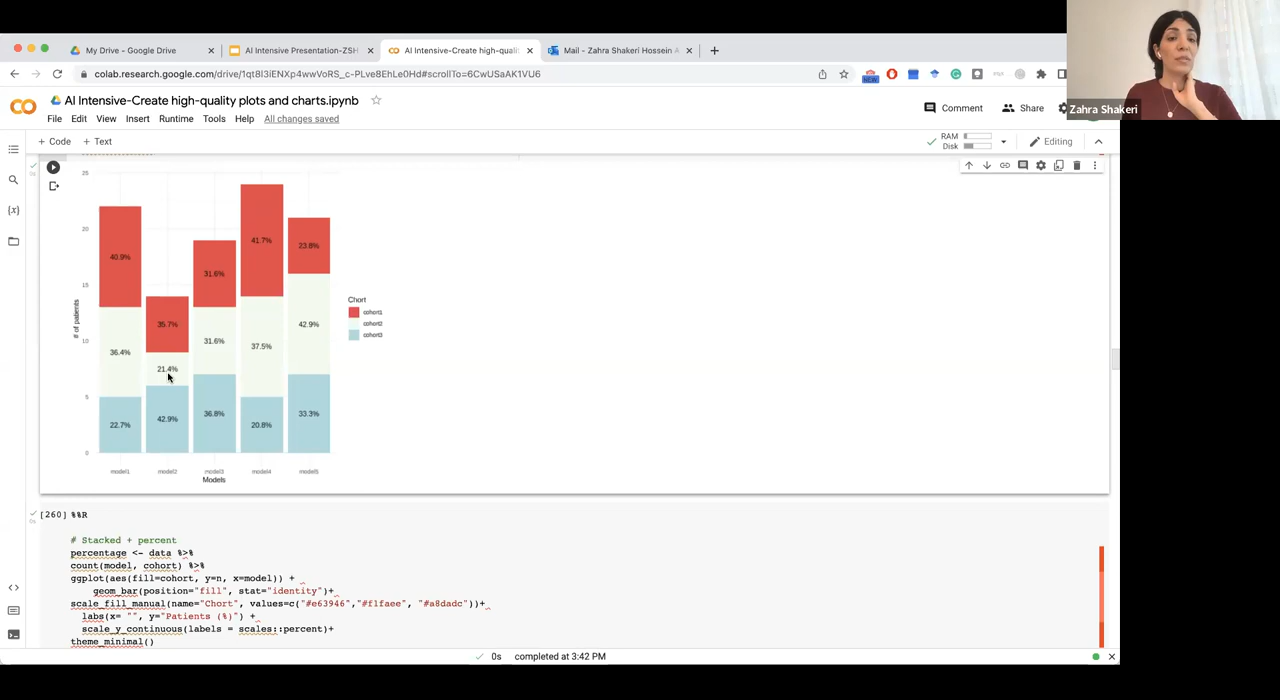 My Drive – Google Drive
AI Intensive Presentation-ZSH
AI Intensive-Create high-quali
Mail – Zahra Shakeri Hossein A
colab.research.google.com/drive/1qt8I3iENXp4wwVoRS_c-PLve8EhLe0Hd#scrollTo=6CwUSaAK1VU6
NEW
Zahra Shakeri
AI Intensive-Create high-quality plots and charts.ipynb
Comment
Share
File Edit View Insert Runtime Tools Help All changes saved
+ Code + Text
RAM
Disk
Editing
{x}
25
20
15
10
5
0
# of patients
40.9%
36.4%
22.7%
35.7%
21.4%
42.9%
31.6%
31.6%
36.8%
41.7%
37.5%
20.8%
23.8%
42.9%
33.3%
model1 model2 model3 model4 model5
Models
Chort
cohort1
cohort2
cohort3
[260] %%R
# Stacked + percent
percentage <- data %>%
count(model, cohort) %>%
ggplot(aes(fill=cohort, y=n, x=model)) +
geom_bar(position="fill", stat="identity")+
scale_fill_manual(name="Chort", values=c("#e63946","#f1faee", "#a8dadc"))+
labs(x= "", y="Patients (%)") +
scale_y_continuous(labels = scales::percent)+
theme_minimal()
0s completed at 3:42 PM